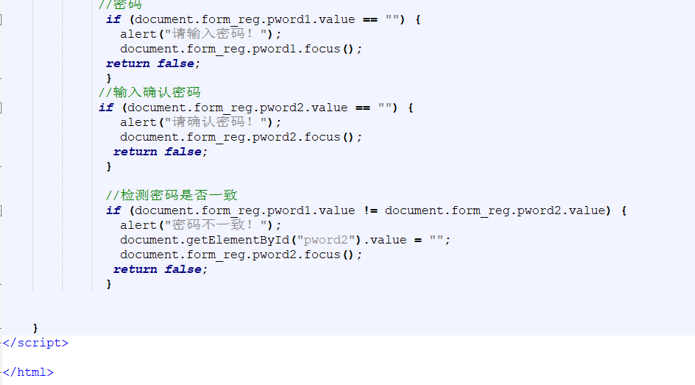 //密码
if (document.form_reg.pword1.value == "") {
alert("请输入密码！");
document.form_reg.pword1.focus();
return false;
}
//输入确认密码
if (document.form_reg.pword2.value == "") {
alert("请确认密码！");
document.form_reg.pword2.focus();
return false;
}
//检测密码是否一致
if (document.form_reg.pword1.value != document.form_reg.pword2.value) {
alert("密码不一致！");
document.getElementById("pword2").value = "";
document.form_reg.pword2.focus();
return false;
}
}
</script>
</html>